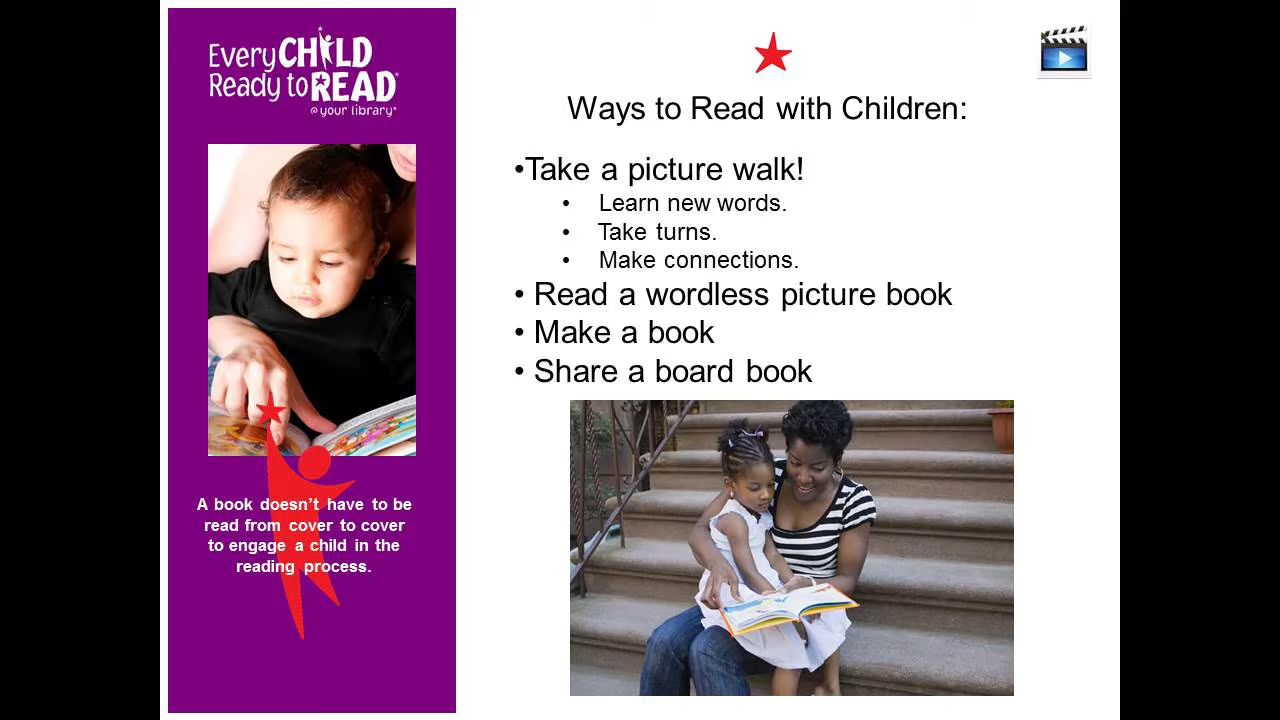 Every CHILD
Ready to READ®
@ your library®
A book doesn't have to be
read from cover to cover
to engage a child in the
reading process.
Ways to Read with Children:
•Take a picture walk!
• Learn new words.
• Take turns.
• Make connections.
• Read a wordless picture book
• Make a book
• Share a board book